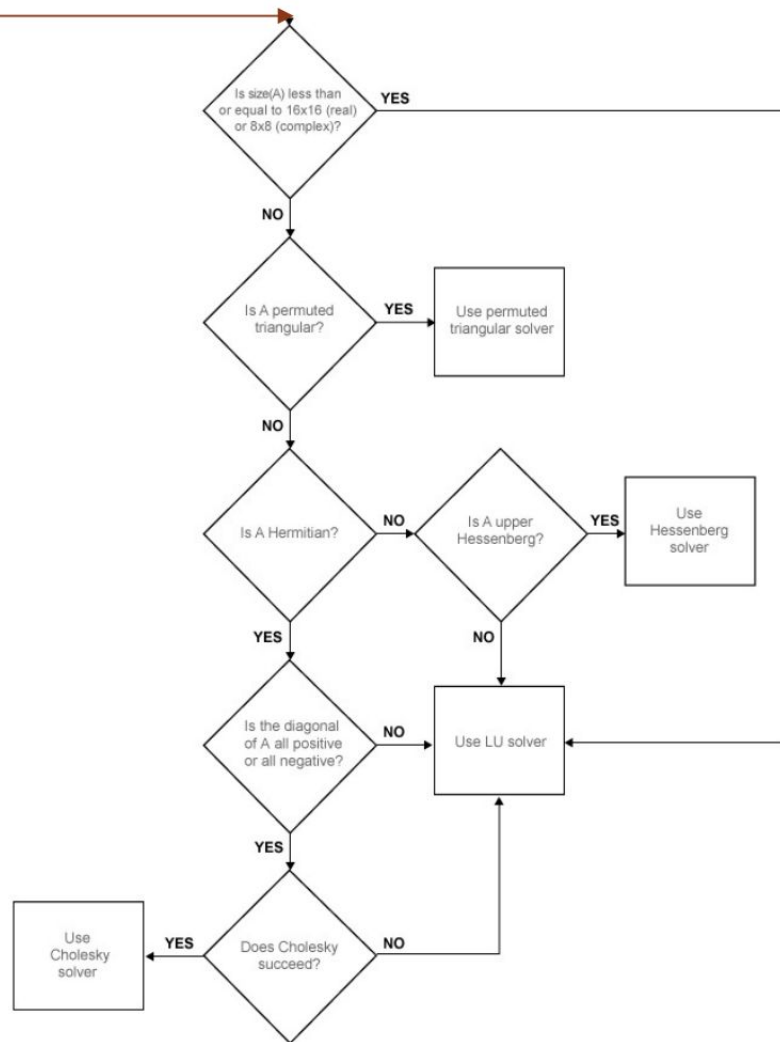 Is size(A) less than
or equal to 16x16 (real)
or 8x8 (complex)?
YES
NO
Is A permuted
triangular?
YES
Use permuted
triangular solver
NO
Is A Hermitian?
NO
Is A upper
Hessenberg?
YES
Use
Hessenberg
solver
YES
NO
Is the diagonal
of A all positive
or all negative?
NO
Use LU solver
YES
Use
Cholesky
solver
YES
Does Cholesky
succeed?
NO